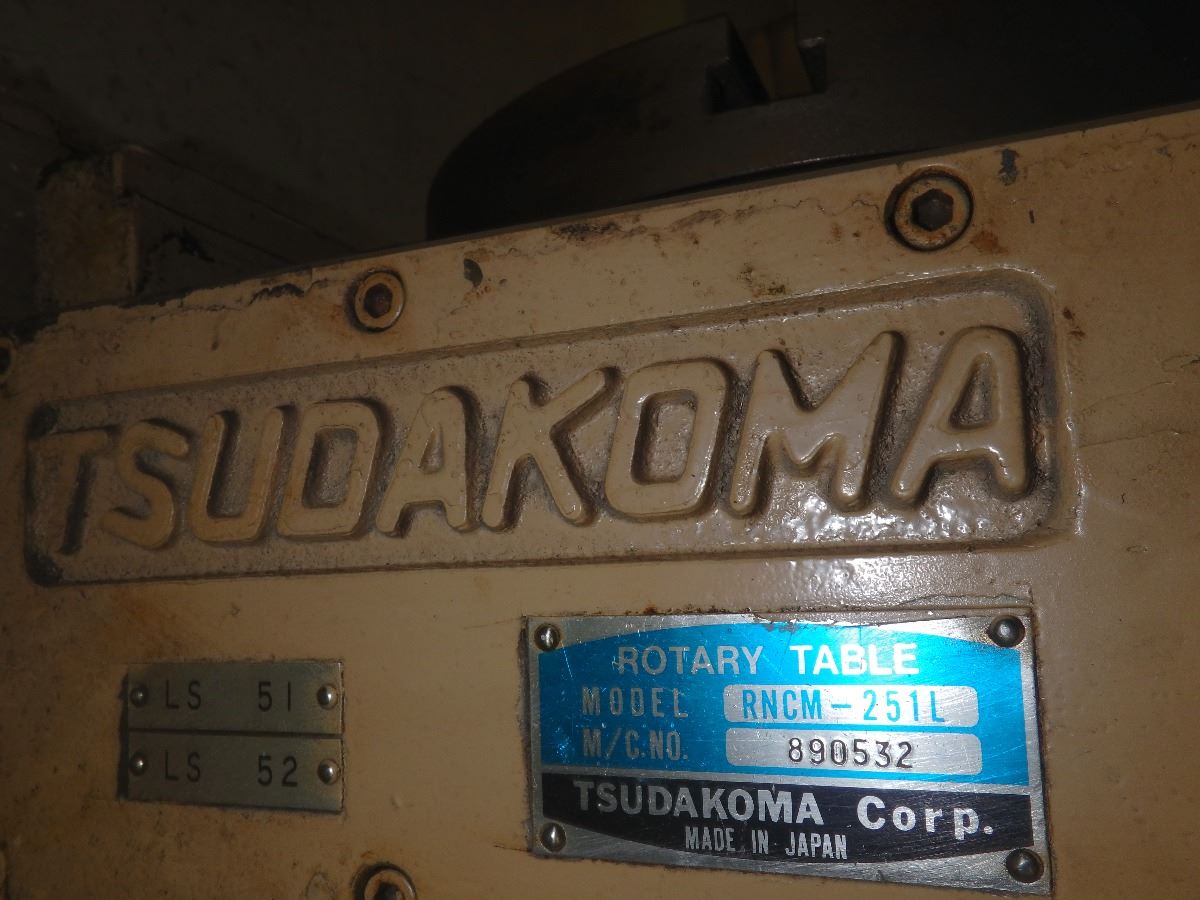 TSUDAKOMA
LS 51
LS 52
ROTARY TABLE
MODEL RNCM-251L
M/C.NO. 890532
TSUDAKOMA Corp.
MADE IN JAPAN